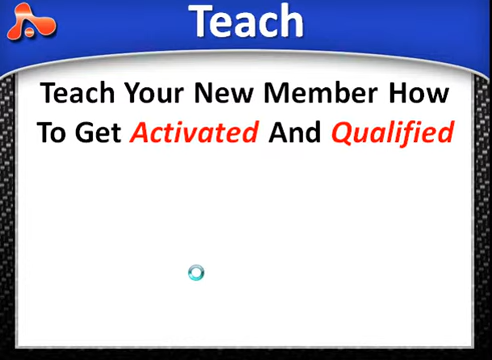 Teach
Teach Your New Member How
To Get Activated And Qualified